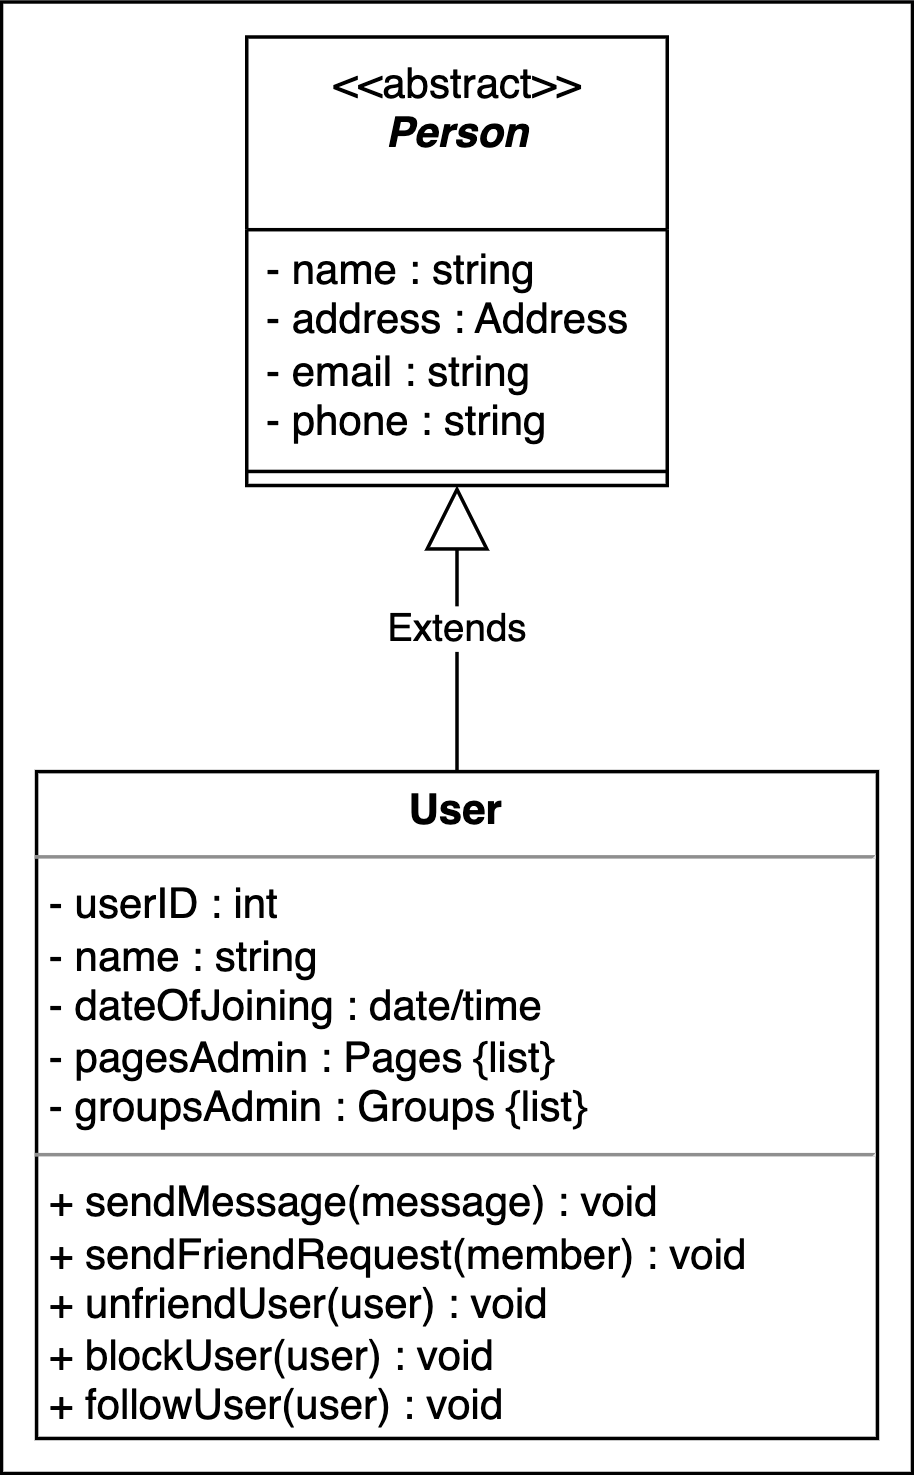 <<abstract>>
Person
- name : string
- address : Address
- email : string
- phone : string
Extends
User
- userID : int
- name : string
- dateOfJoining : date/time
- pagesAdmin : Pages {list}
- groupsAdmin : Groups {list}
+ sendMessage(message) : void
+ sendFriendRequest(member) : void
+ unfriendUser(user) : void
+ blockUser(user) : void
+ followUser(user) : void